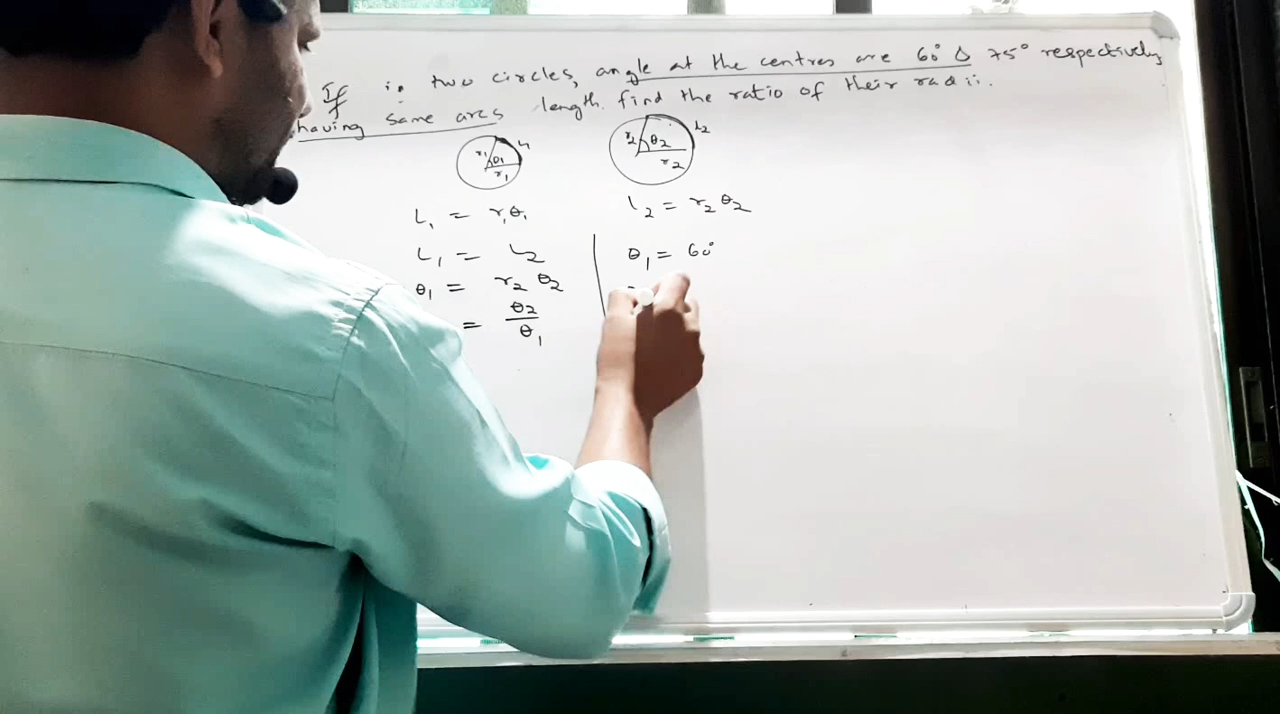 If in two circles, angle at the centres are 60° & 75° respectively
having same arcs length. find the ratio of their radii.
r₁ θ₁ r₁ L₁
r₂ θ₂ r₂ L₂
L₁ = r₁θ₁
l₂ = r₂ θ₂
L₁ = L₂
θ₁ = 60°
θ₁ = r₂ θ₂
= θ₂/θ₁